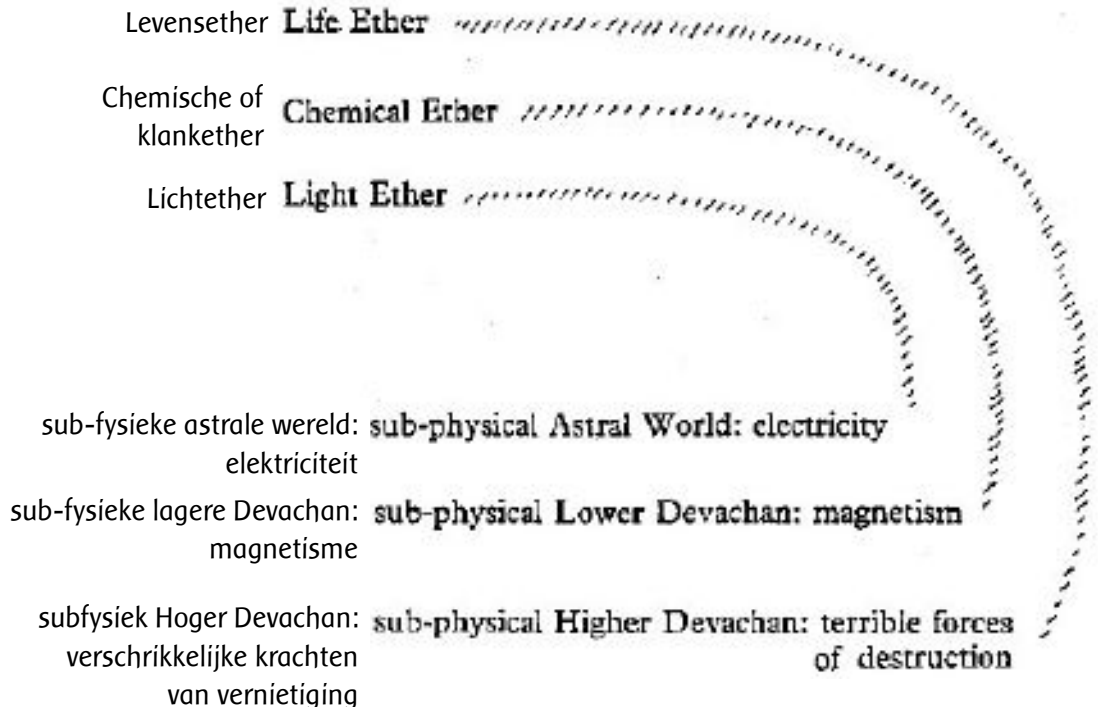 Levensether Life Ether
Chemische of
klankether
Chemical Ether
Lichtether Light Ether
sub-fysieke astrale wereld:
elektriciteit
sub-physical Astral World: electricity
sub-fysieke lagere Devachan:
magnetisme
sub-physical Lower Devachan: magnetism
subfysiek Hoger Devachan:
verschrikkelijke krachten
van vernietiging
sub-physical Higher Devachan: terrible forces
of destruction